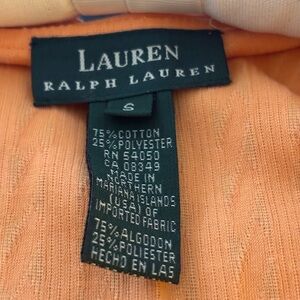 LAUREN
RALPH LAUREN
S
75%COTTON
25%POLYESTER
RN 54050
CA 08349
MADE IN
NORTHERN
MARIANA ISLANDS
(USA) OF
IMPORTED FABRIC
75%ALGODON
25%POLIESTER
HECHO EN LAS